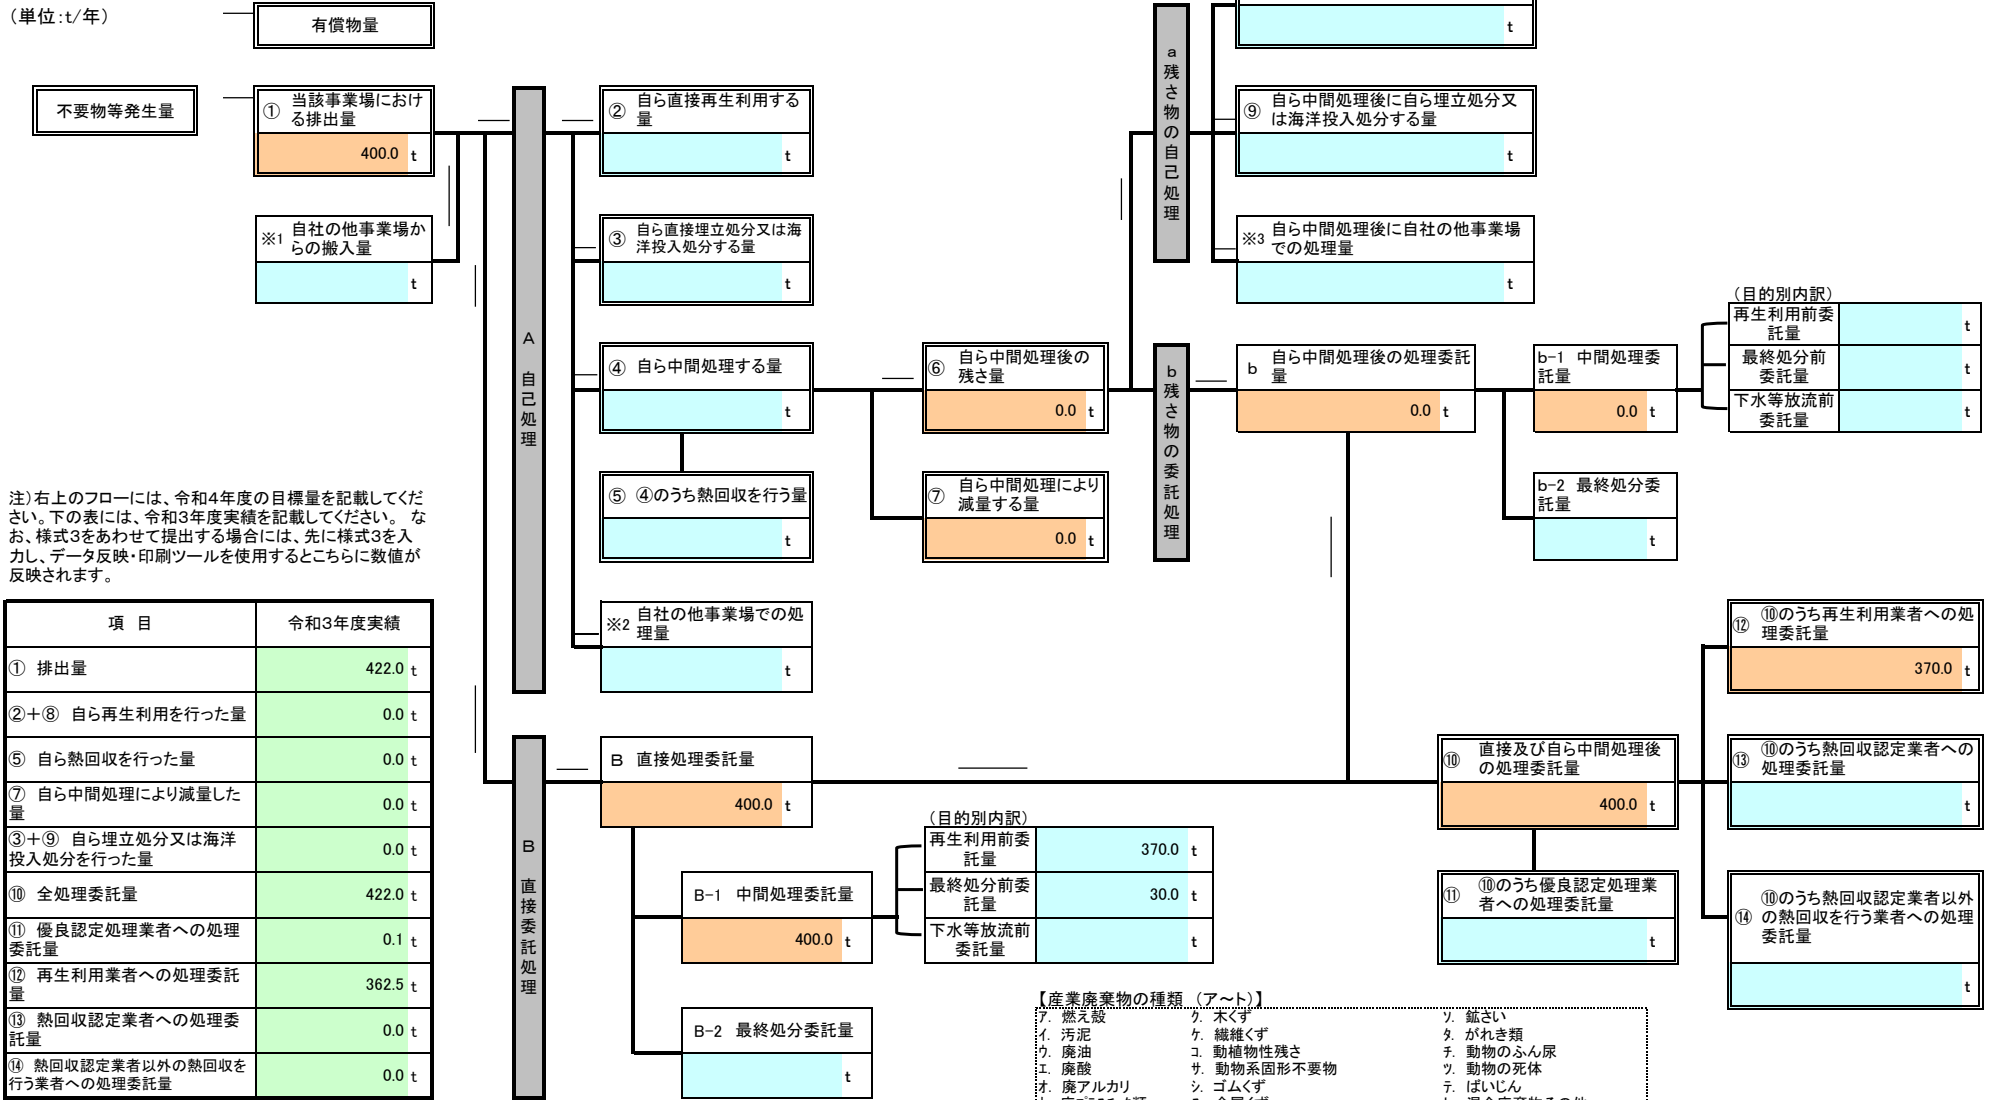 (単位:t/年)
有償物量
t
不要物等発生量
① 当該事業場におけ
る排出量
400.0 t
※1 自社の他事業場か
らの搬入量
t
A 自己処理
② 自ら直接再生利用する
量
t
③ 自ら直接埋立処分又は海
洋投入処分する量
t
④ 自ら中間処理する量
t
⑤ ④のうち熱回収を行う量
t
※2 自社の他事業場での処
理量
t
⑥ 自ら中間処理後の
残さ量
0.0 t
⑦ 自ら中間処理により
減量する量
0.0 t
a 残さ物の自己処理
⑨ 自ら中間処理後に自ら埋立処分又
は海洋投入処分する量
t
※3 自ら中間処理後に自社の他事業場
での処理量
t
b 残さ物の委託処理
b 自ら中間処理後の処理委託
量
0.0 t
b-1 中間処理委
託量
0.0 t
(目的別内訳)
再生利用前委
託量
t
最終処分前
委託量
t
下水等放流前
委託量
t
b-2 最終処分委
託量
t
注)右上のフローには、令和4年度の目標量を記載してくだ
さい。下の表には、令和3年度実績を記載してください。 な
お、様式3をあわせて提出する場合には、先に様式3を入
力し、データ反映・印刷ツールを使用するとこちらに数値が
反映されます。
項 目 令和3年度実績
① 排出量 422.0 t
②+⑧ 自ら再生利用を行った量 0.0 t
⑤ 自ら熱回収を行った量 0.0 t
⑦ 自ら中間処理により減量した
量 0.0 t
③+⑨ 自ら埋立処分又は海洋
投入処分を行った量 0.0 t
⑩ 全処理委託量 422.0 t
⑪ 優良認定処理業者への処理
委託量 0.1 t
⑫ 再生利用業者への処理委託
量 362.5 t
⑬ 熱回収認定業者への処理委
託量 0.0 t
⑭ 熱回収認定業者以外の熱回収を
行う業者への処理委託量 0.0 t
B 直接委託処理
B 直接処理委託量
400.0 t
B-1 中間処理委託量
400.0 t
(目的別内訳)
再生利用前委
託量
370.0 t
最終処分前委
託量
30.0 t
下水等放流前
委託量
t
B-2 最終処分委託量
t
⑩ 直接及び自ら中間処理後
の処理委託量
400.0 t
⑪ ⑩のうち優良認定処理業
者への処理委託量
t
⑫ ⑩のうち再生利用業者への処
理委託量
370.0 t
⑬ ⑩のうち熱回収認定業者への
処理委託量
t
⑭ ⑩のうち熱回収認定業者以外
の熱回収を行う業者への処理
委託量
t
【産業廃棄物の種類 (ア~ト)】
ア. 燃え殻 ク. 木くず ソ. 鉱さい
イ. 汚泥 ケ. 繊維くず タ. がれき類
ウ. 廃油 コ. 動植物性残さ チ. 動物のふん尿
エ. 廃酸 サ. 動物系固形不要物 ツ. 動物の死体
オ. 廃アルカリ シ. ゴムくず テ. ばいじん